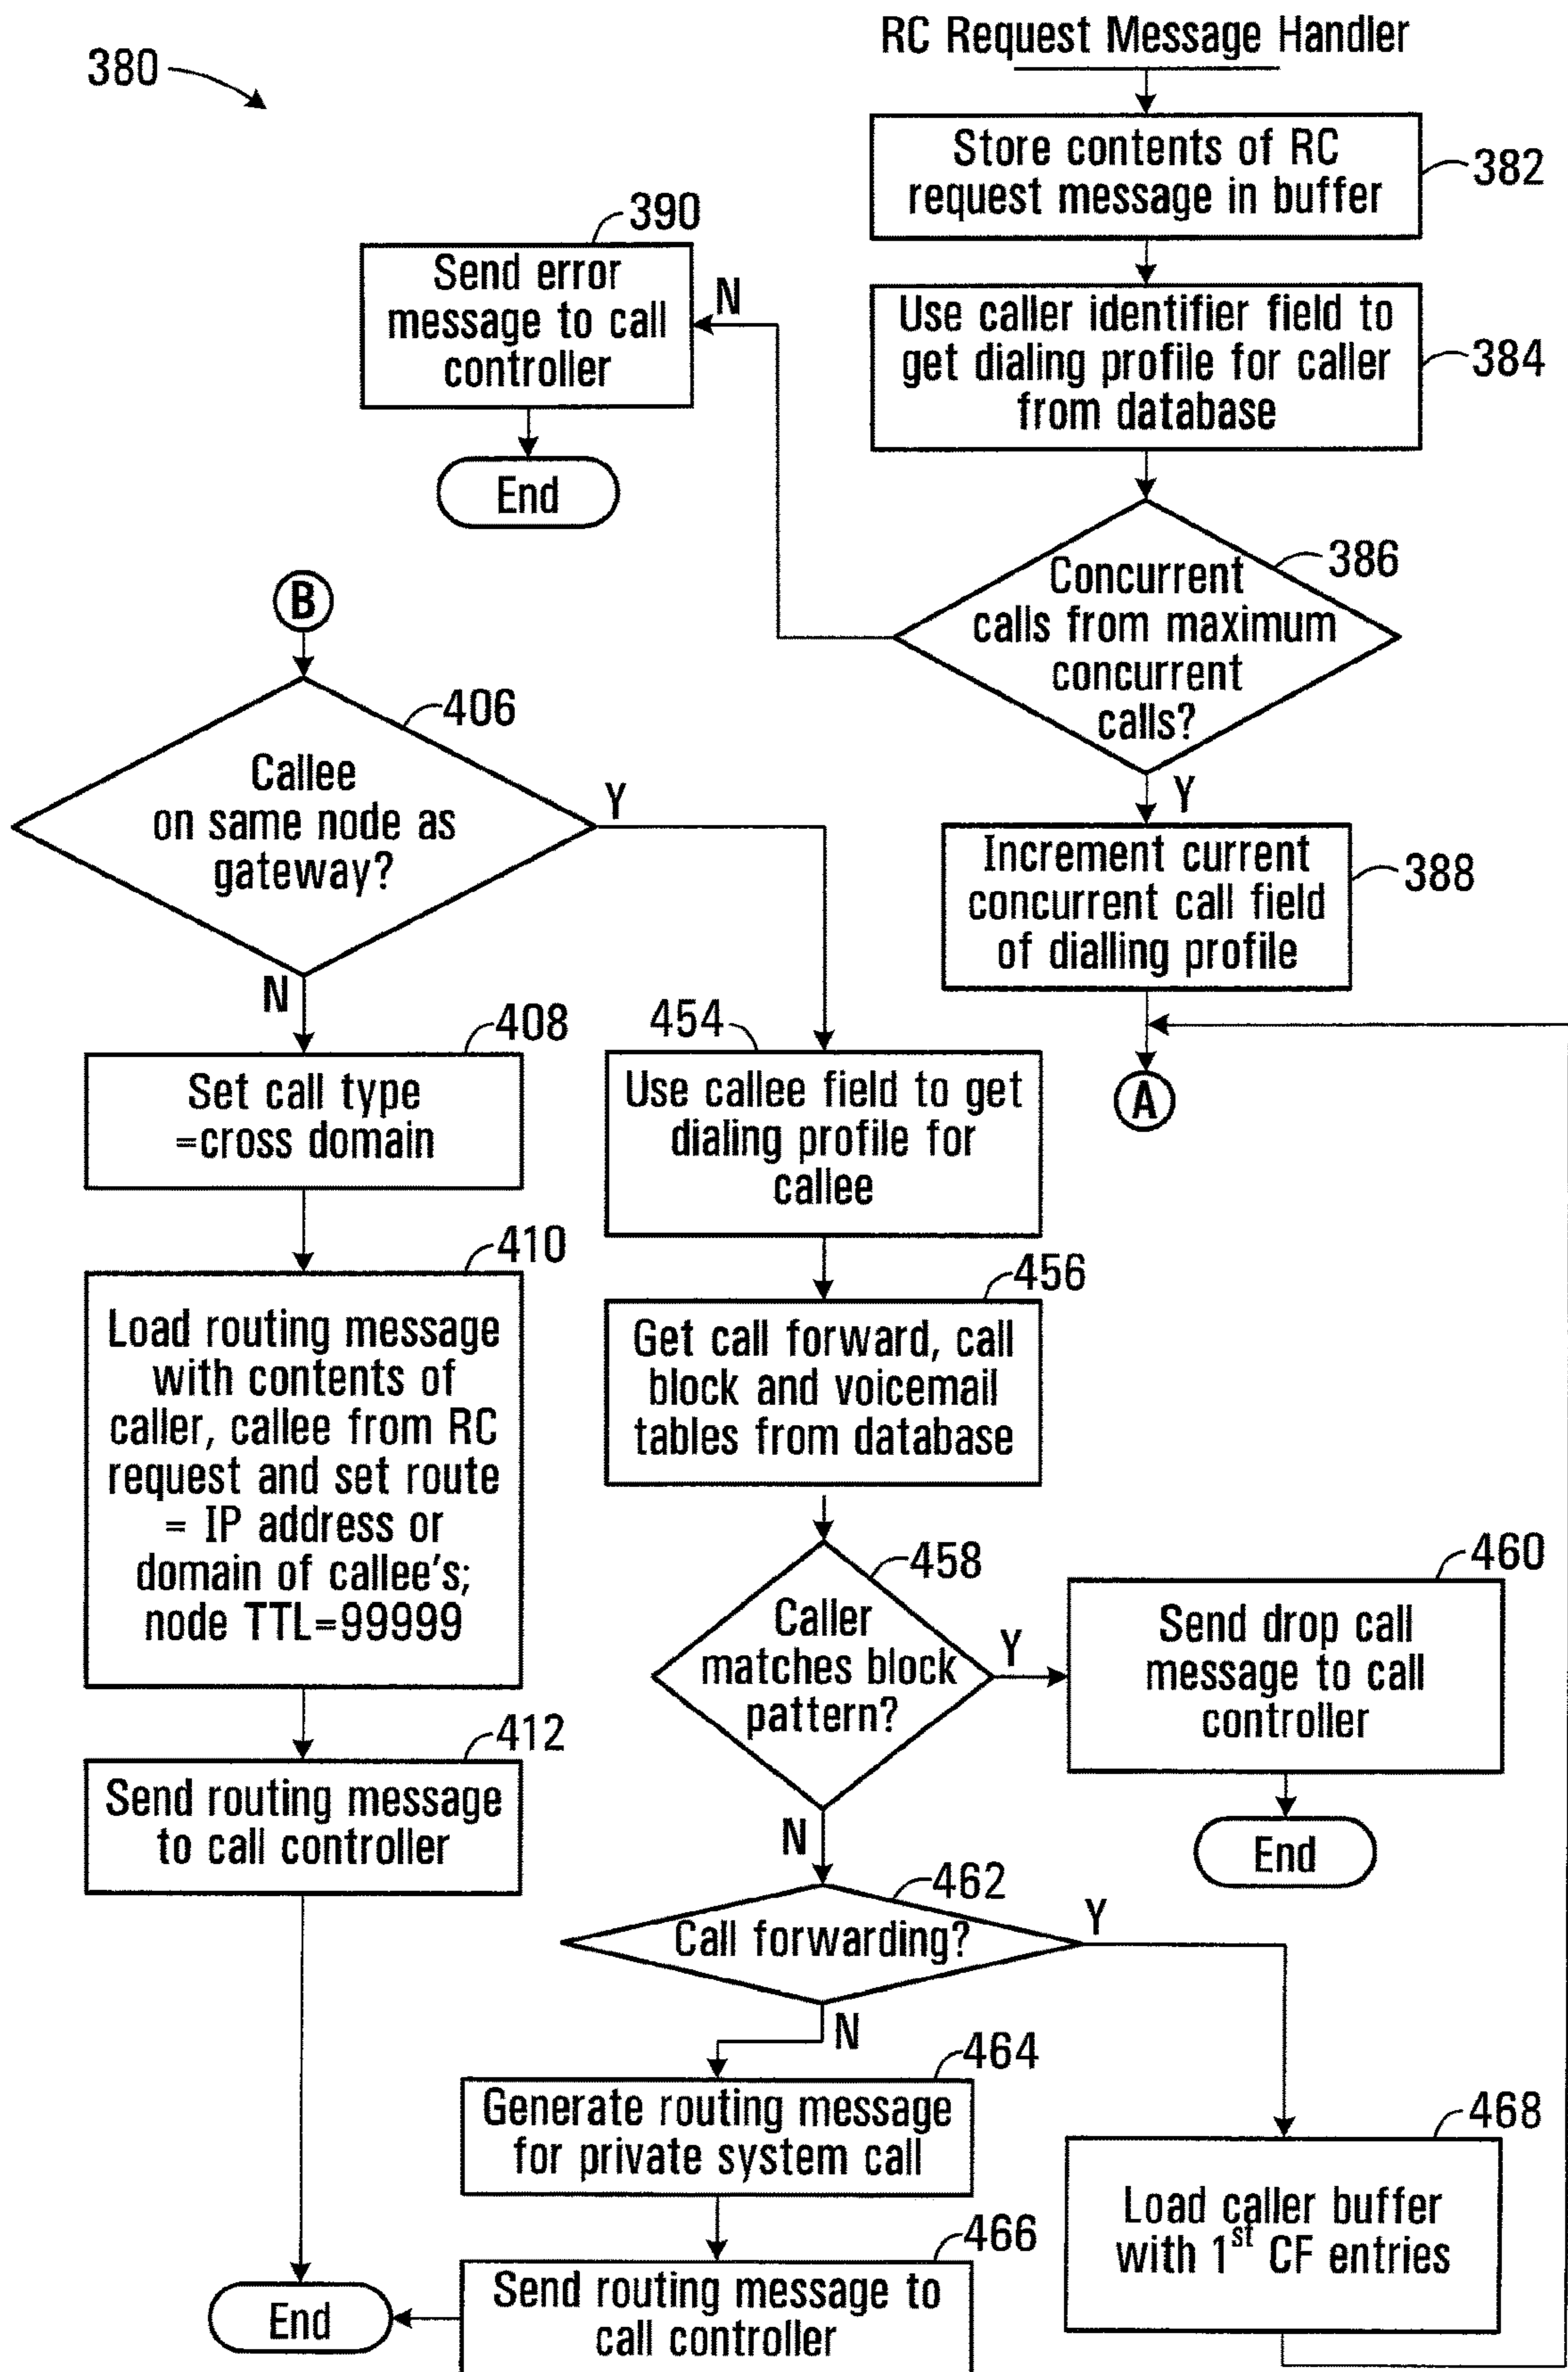 380
RC Request Message Handler
Store contents of RC
request message in buffer
382
Use caller identifier field to
get dialing profile for caller
from database
384
390
Send error
message to call
controller
N
End
386
Concurrent
calls from maximum
concurrent
calls?
Y
Increment current
concurrent call field
of dialling profile
388
A
B
406
Callee
on same node as
gateway?
Y
N
408
Set call type
=cross domain
410
Load routing message
with contents of
caller, callee from RC
request and set route
= IP address or
domain of callee's;
node TTL=99999
412
Send routing message
to call controller
End
454
Use callee field to get
dialing profile for
callee
456
Get call forward, call
block and voicemail
tables from database
458
Caller
matches block
pattern?
Y
460
Send drop call
message to call
controller
End
N
462
Call forwarding?
Y
N
464
Generate routing message
for private system call
466
Send routing message to
call controller
468
Load caller buffer
with 1st CF entries